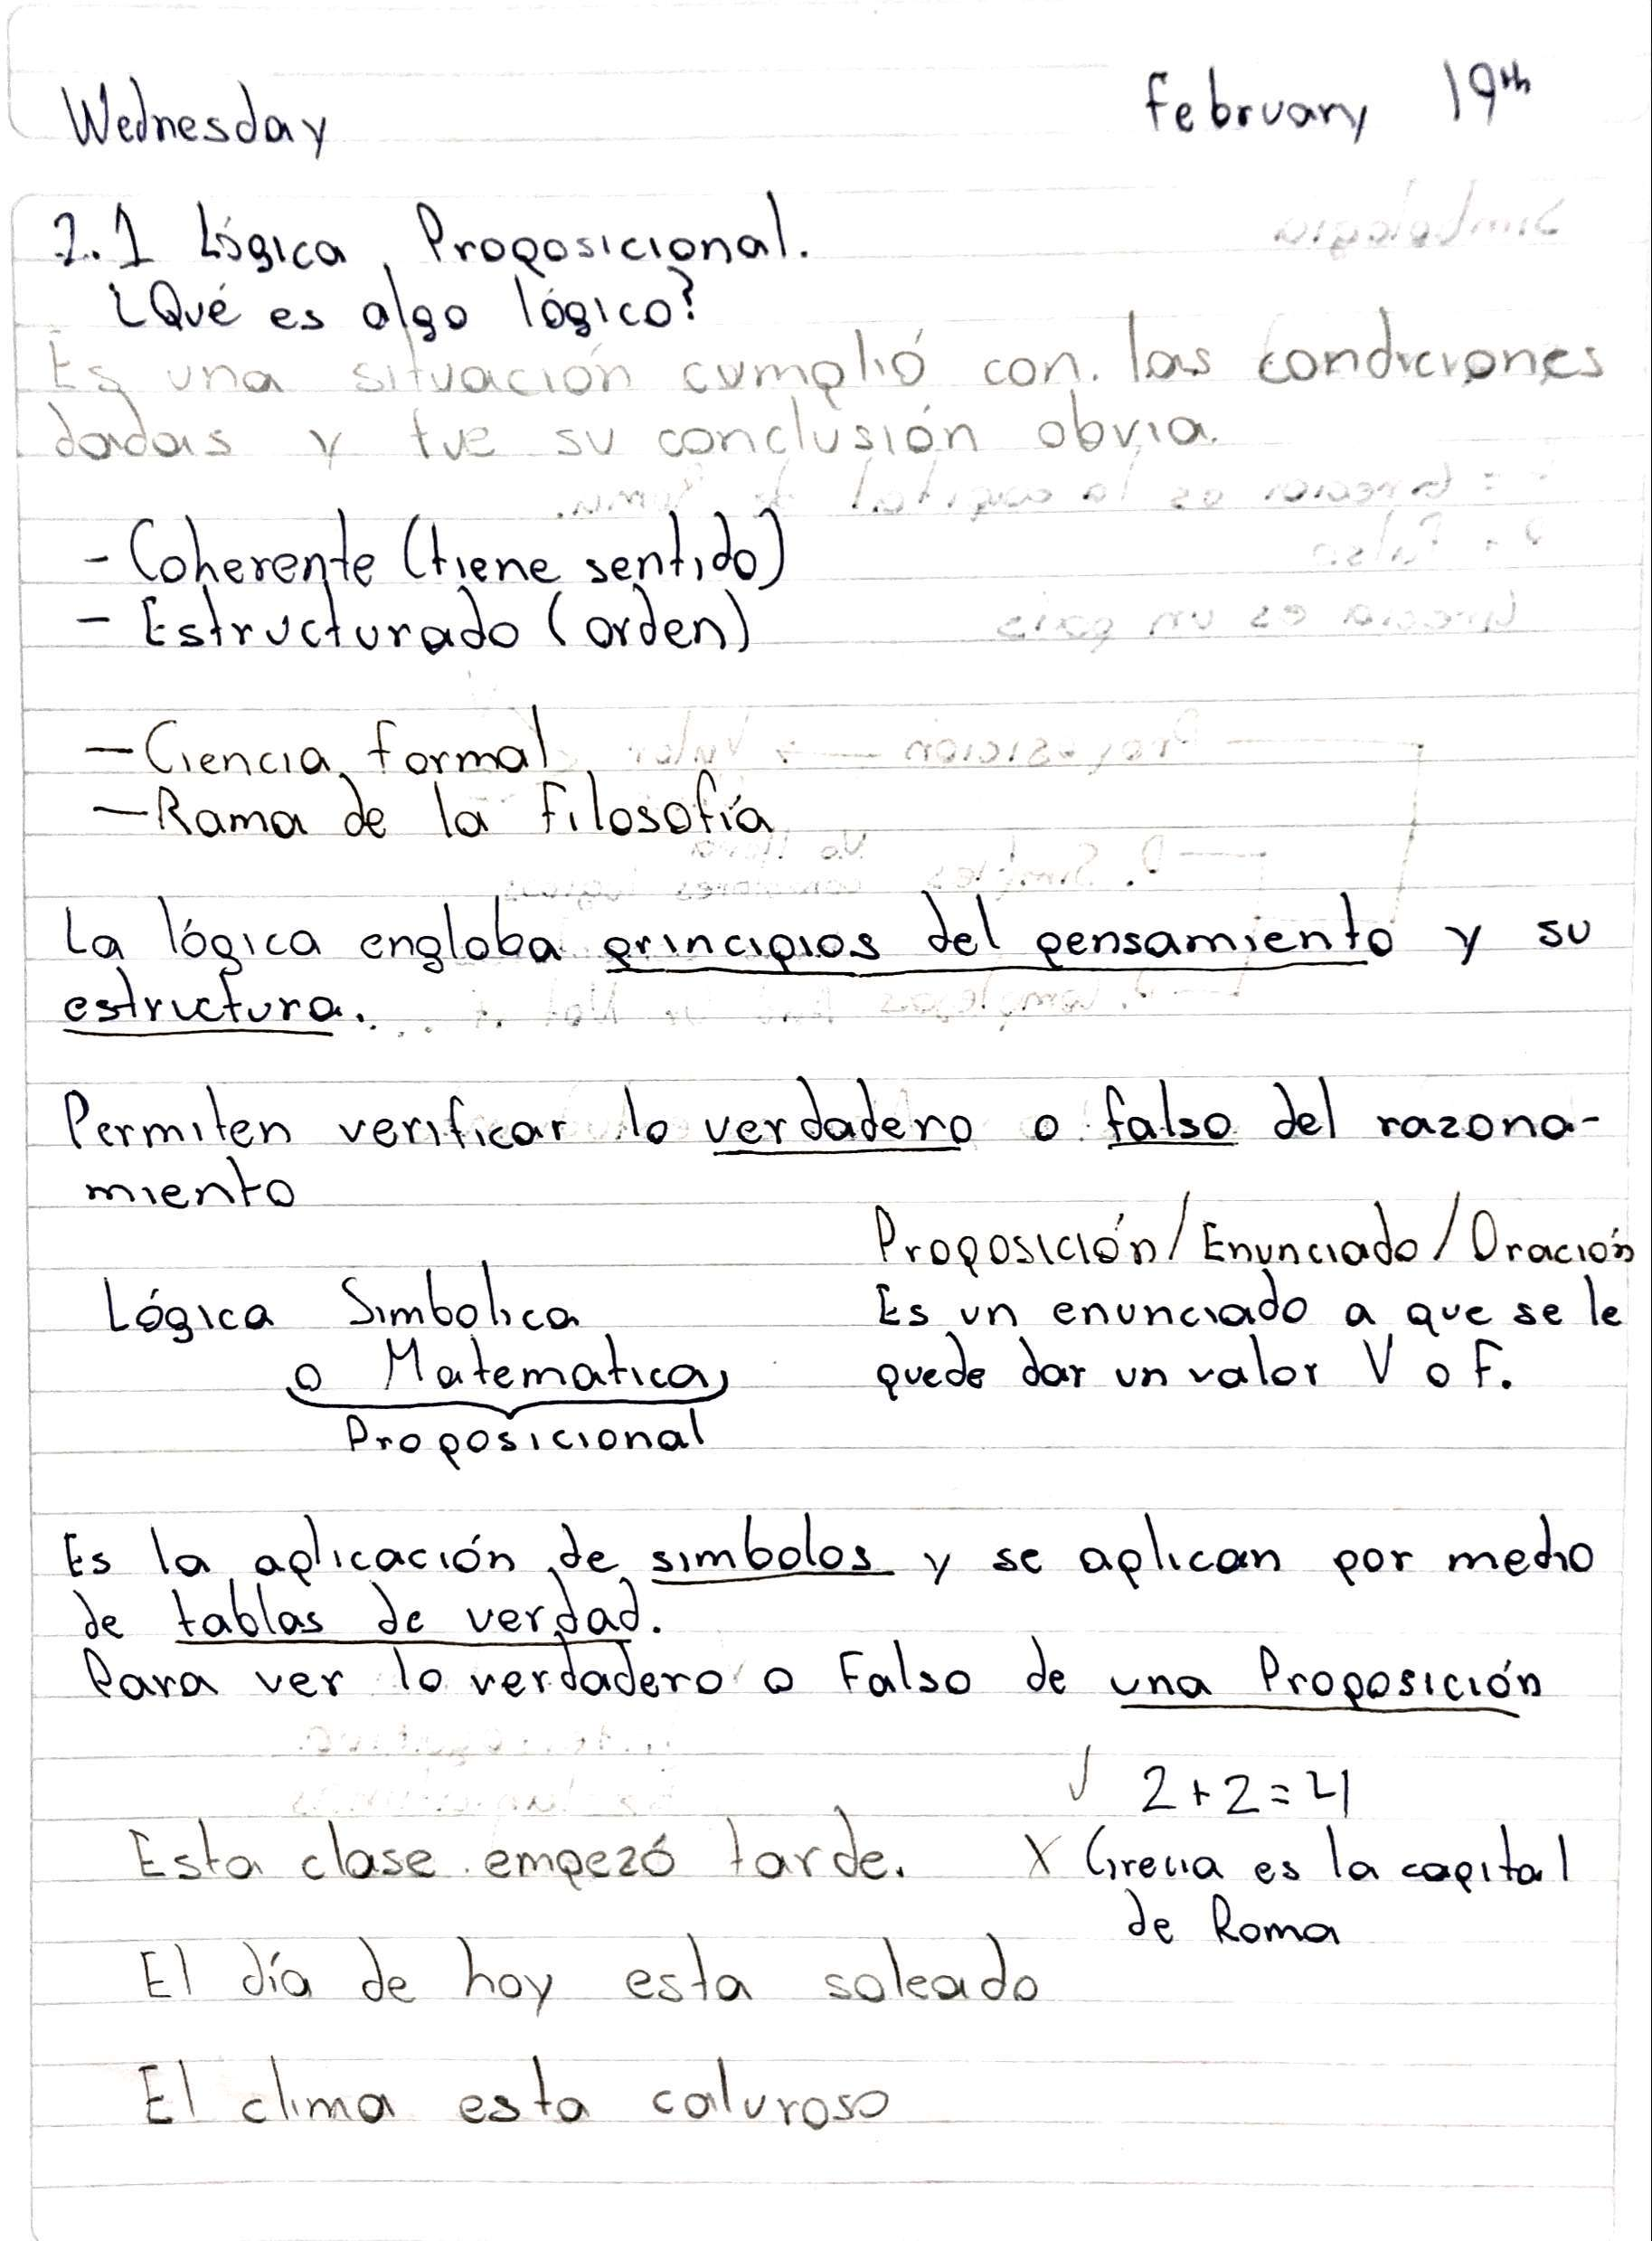 Wednesday February 19th
2.1 Lógica Proposicional.
¿Qué es algo lógico?
Es una situación cumplió con las condiciones
dadas y fue su conclusión obvia.
- Coherente (tiene sentido)
- Estructurado (orden)
- Ciencia formal
- Rama de la Filosofía
La lógica engloba principios del pensamiento y su
estructura.
Permiten verificar lo verdadero o falso del razona-
miento
Lógica Simbolica
o Matematica
Proposicional
Proposición/Enunciado/Oración
Es un enunciado a que se le
puede dar un valor V o F.
Es la aplicación de simbolos y se aplican por medio
de tablas de verdad.
Para ver lo verdadero o Falso de una Proposición
✓ 2+2=4
X Grecia es la capital
de Roma
Esta clase empezó tarde.
El día de hoy esta soleado
El clima esta caluroso